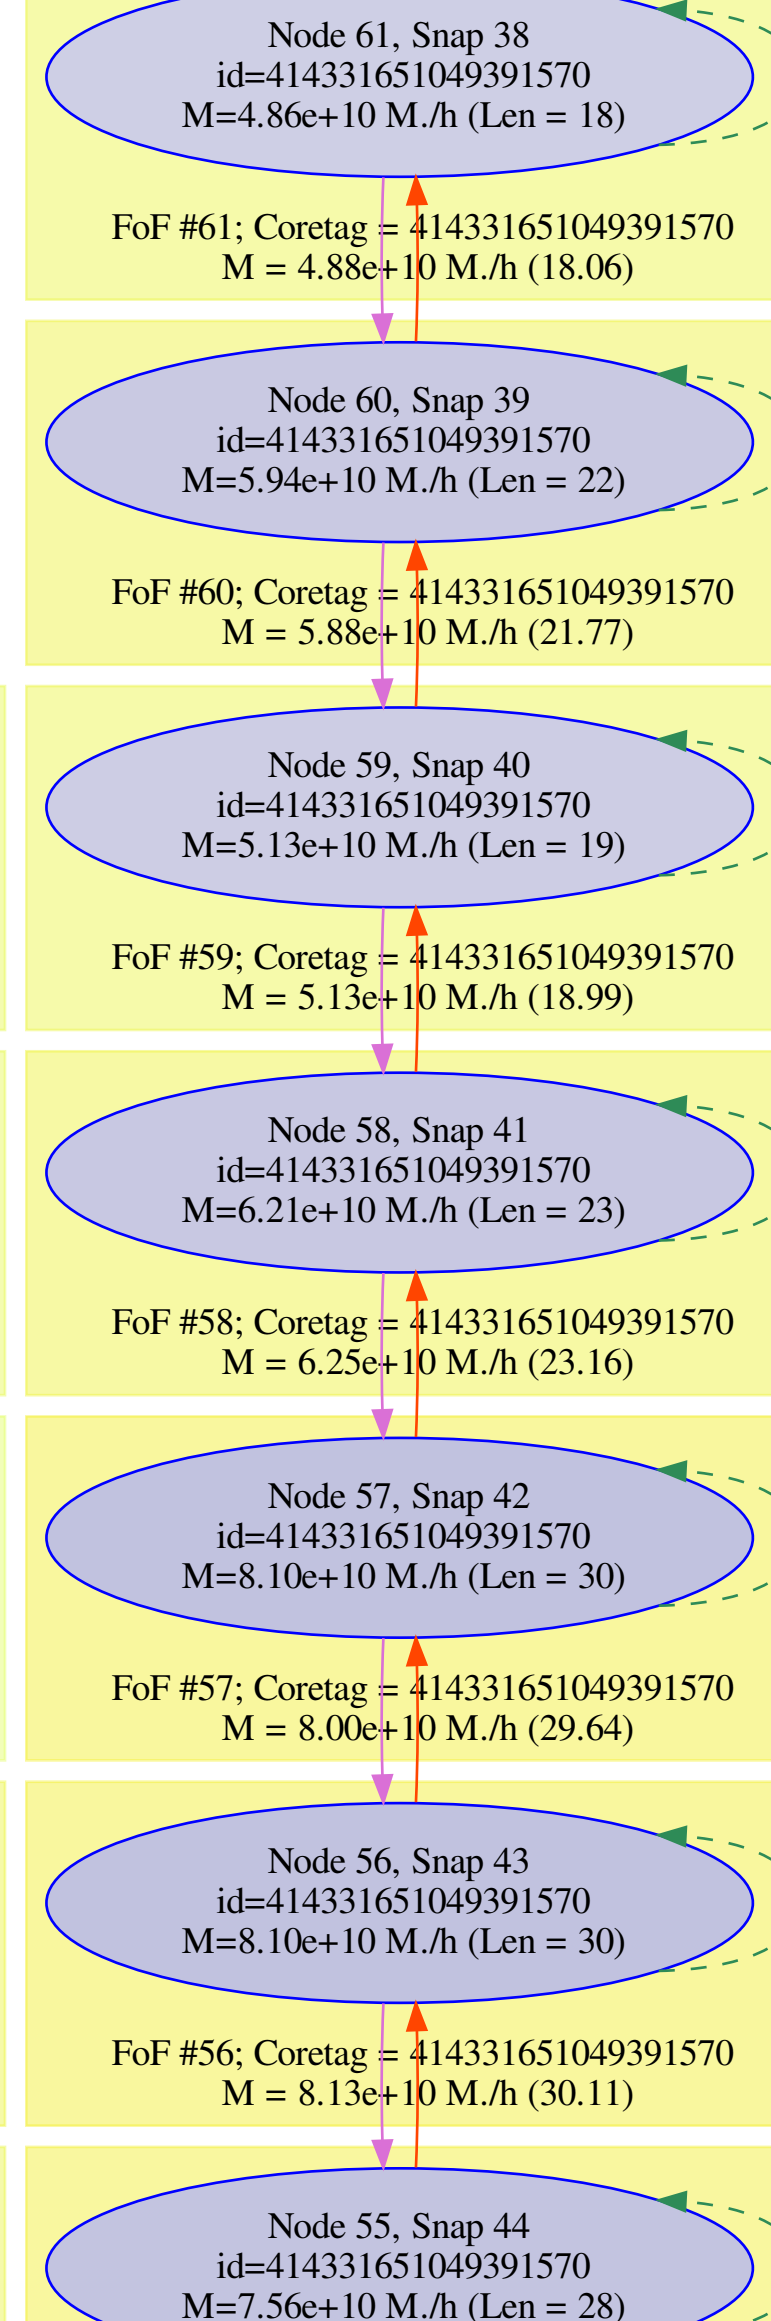 Node 61, Snap 38
id=414331651049391570
M=4.86e+10 M./h (Len = 18)
FoF #61; Coretag = 414331651049391570
M = 4.88e+10 M./h (18.06)
Node 60, Snap 39
id=414331651049391570
M=5.94e+10 M./h (Len = 22)
FoF #60; Coretag = 414331651049391570
M = 5.88e+10 M./h (21.77)
Node 59, Snap 40
id=414331651049391570
M=5.13e+10 M./h (Len = 19)
FoF #59; Coretag = 414331651049391570
M = 5.13e+10 M./h (18.99)
Node 58, Snap 41
id=414331651049391570
M=6.21e+10 M./h (Len = 23)
FoF #58; Coretag = 414331651049391570
M = 6.25e+10 M./h (23.16)
Node 57, Snap 42
id=414331651049391570
M=8.10e+10 M./h (Len = 30)
FoF #57; Coretag = 414331651049391570
M = 8.00e+10 M./h (29.64)
Node 56, Snap 43
id=414331651049391570
M=8.10e+10 M./h (Len = 30)
FoF #56; Coretag = 414331651049391570
M = 8.13e+10 M./h (30.11)
Node 55, Snap 44
id=414331651049391570
M=7.56e+10 M./h (Len = 28)